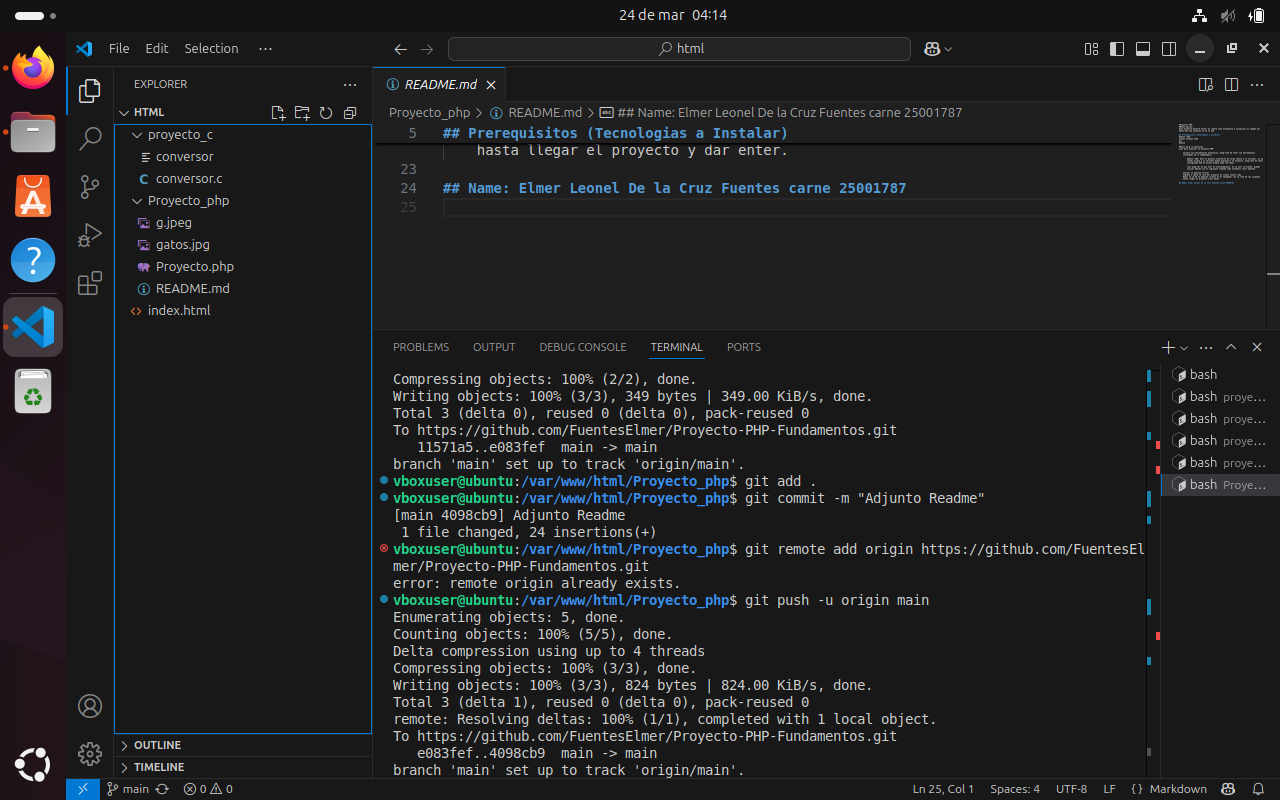 24 de mar 04:14
File Edit Selection ···
html
EXPLORER
README.md
HTML
Proyecto_php > README.md > ## Name: Elmer Leonel De la Cruz Fuentes carne 25001787
proyecto_c
conversor
conversor.c
Proyecto_php
g.jpeg
gatos.jpg
Proyecto.php
README.md
index.html
OUTLINE
TIMELINE
5 ## Prerequisitos (Tecnologias a Instalar)
hasta llegar el proyecto y dar enter.
23
24 ## Name: Elmer Leonel De la Cruz Fuentes carne 25001787
25
PROBLEMS OUTPUT DEBUG CONSOLE TERMINAL PORTS
Compressing objects: 100% (2/2), done.
Writing objects: 100% (3/3), 349 bytes | 349.00 KiB/s, done.
Total 3 (delta 0), reused 0 (delta 0), pack-reused 0
To https://github.com/FuentesElmer/Proyecto-PHP-Fundamentos.git
11571a5..e083fef main -> main
branch 'main' set up to track 'origin/main'.
vboxuser@ubuntu:/var/www/html/Proyecto_php$ git add .
vboxuser@ubuntu:/var/www/html/Proyecto_php$ git commit -m "Adjunto Readme"
[main 4098cb9] Adjunto Readme
1 file changed, 24 insertions(+)
vboxuser@ubuntu:/var/www/html/Proyecto_php$ git remote add origin https://github.com/FuentesEl
mer/Proyecto-PHP-Fundamentos.git
error: remote origin already exists.
vboxuser@ubuntu:/var/www/html/Proyecto_php$ git push -u origin main
Enumerating objects: 5, done.
Counting objects: 100% (5/5), done.
Delta compression using up to 4 threads
Compressing objects: 100% (3/3), done.
Writing objects: 100% (3/3), 824 bytes | 824.00 KiB/s, done.
Total 3 (delta 1), reused 0 (delta 0), pack-reused 0
remote: Resolving deltas: 100% (1/1), completed with 1 local object.
To https://github.com/FuentesElmer/Proyecto-PHP-Fundamentos.git
e083fef..4098cb9 main -> main
branch 'main' set up to track 'origin/main'.
bash
bash proye...
bash proye...
bash proye...
bash proye...
bash Proye...
main 0 0 Ln 25, Col 1 Spaces: 4 UTF-8 LF {} Markdown